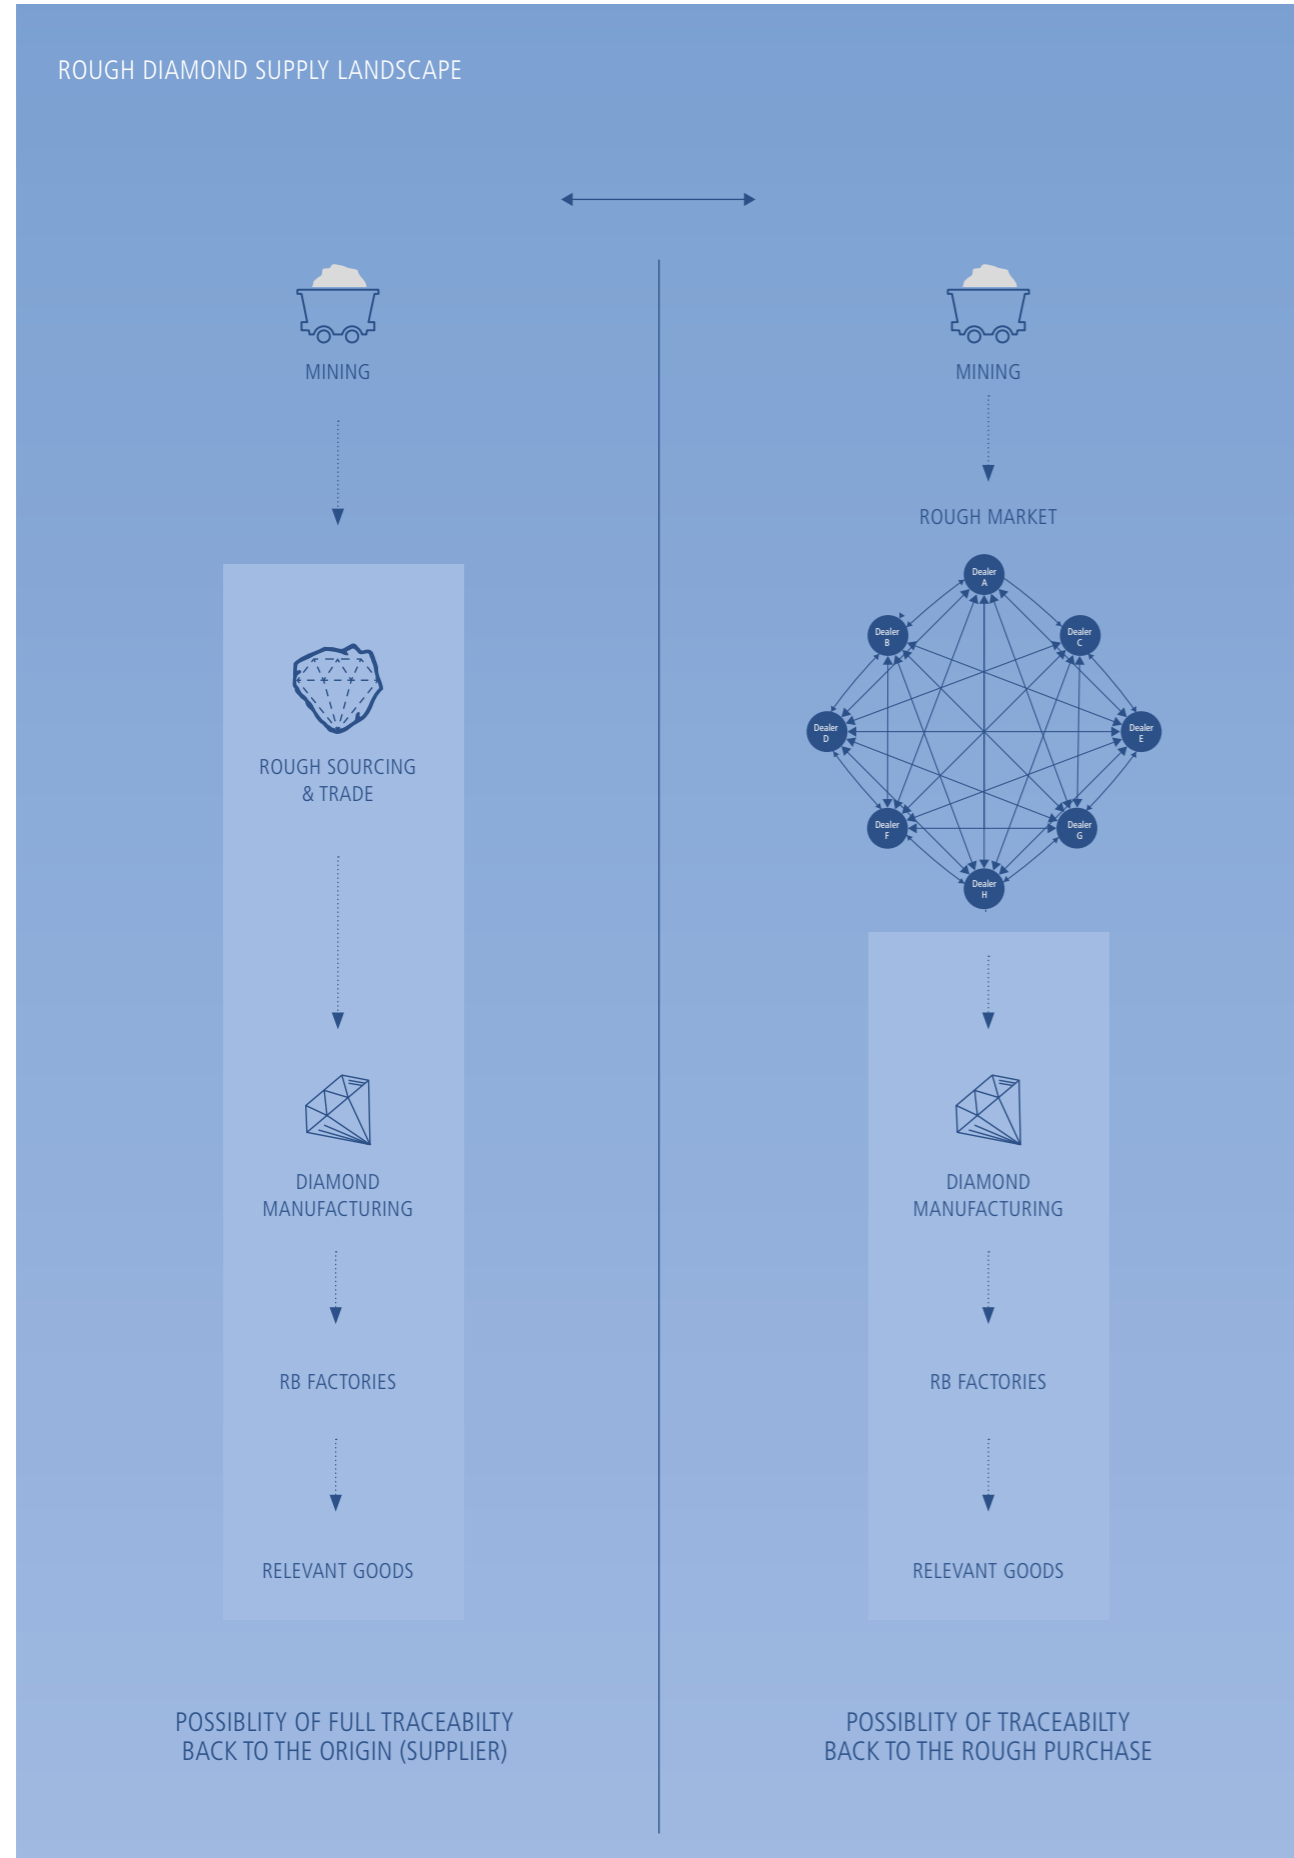 ROUGH DIAMOND SUPPLY LANDSCAPE
MINING
ROUGH SOURCING
& TRADE
DIAMOND
MANUFACTURING
RB FACTORIES
RELEVANT GOODS
POSSIBLITY OF FULL TRACEABILTY
BACK TO THE ORIGIN (SUPPLIER)
MINING
ROUGH MARKET
Dealer
A
Dealer
B
Dealer
C
Dealer
D
Dealer
E
Dealer
F
Dealer
G
Dealer
H
DIAMOND
MANUFACTURING
RB FACTORIES
RELEVANT GOODS
POSSIBLITY OF TRACEABILTY
BACK TO THE ROUGH PURCHASE